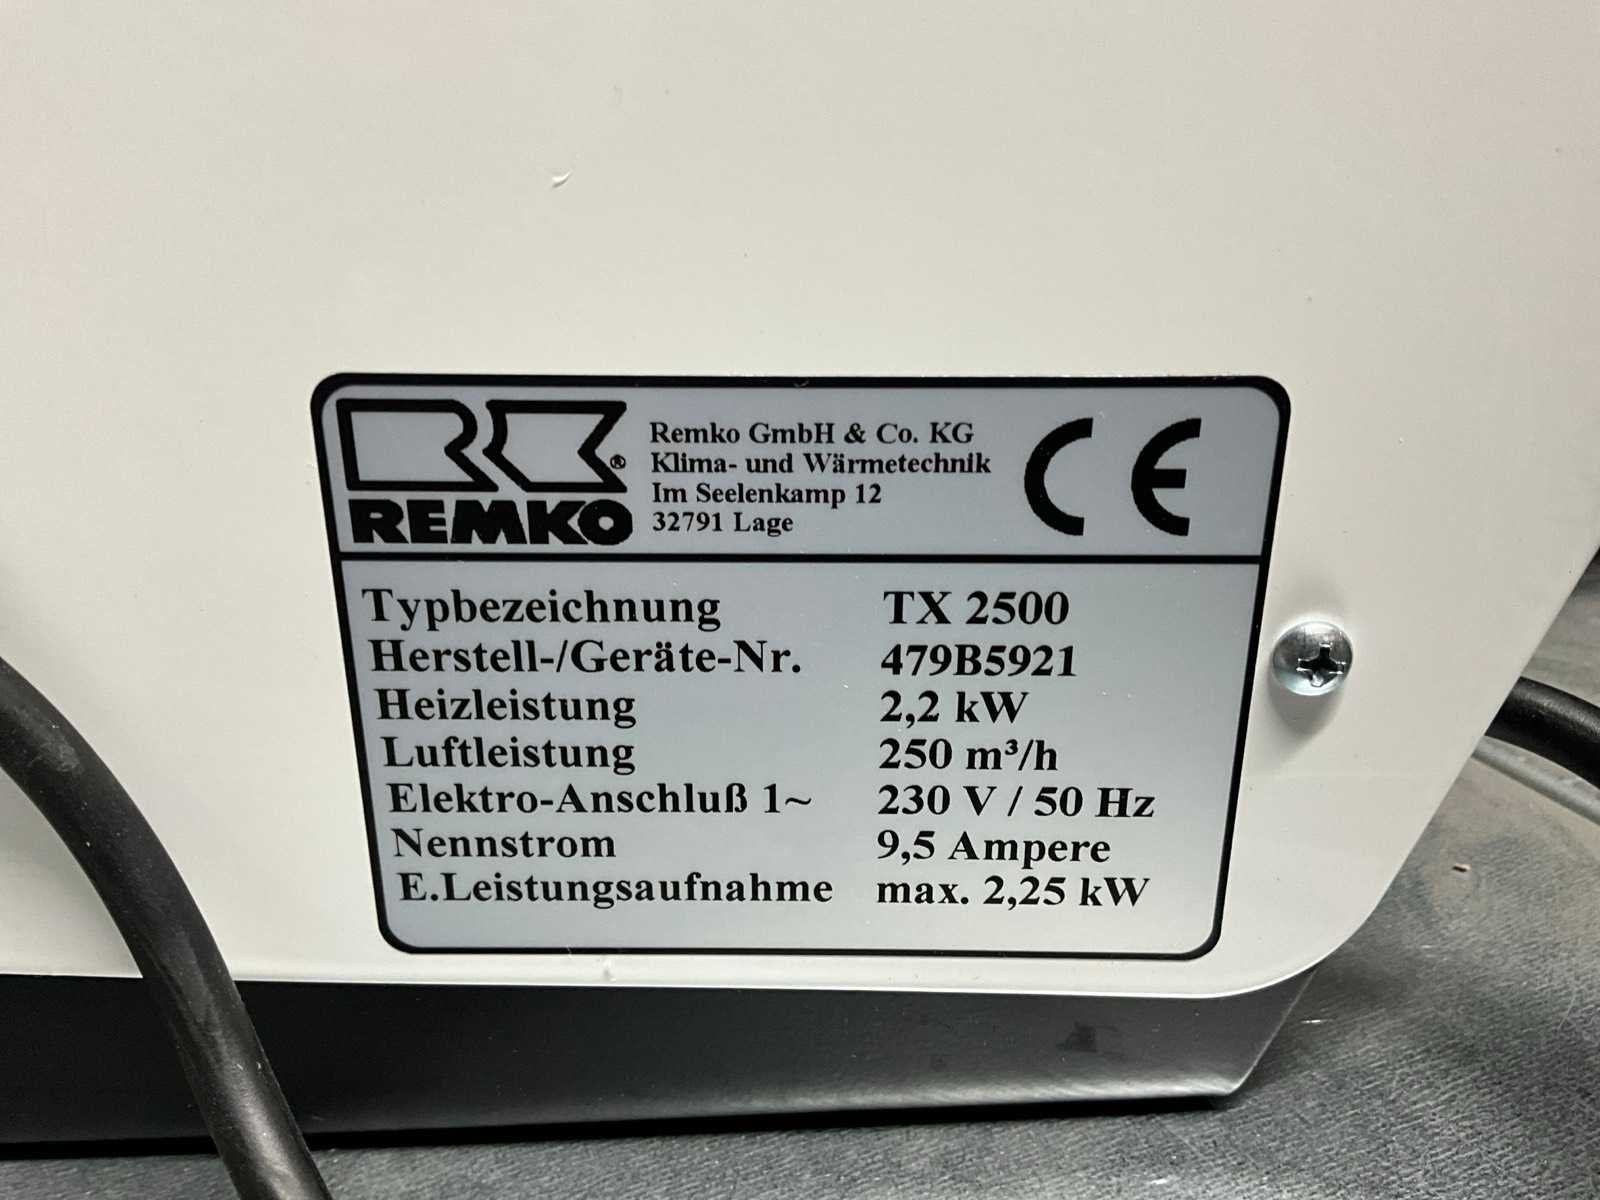 REMKO®
Remko GmbH & Co. KG
Klima- und Wärmetechnik
Im Seelenkamp 12
32791 Lage
CE
Typbezeichnung TX 2500
Herstell-/Geräte-Nr. 479B5921
Heizleistung 2,2 kW
Luftleistung 250 m³/h
Elektro-Anschluß 1~ 230 V / 50 Hz
Nennstrom 9,5 Ampere
E.Leistungsaufnahme max. 2,25 kW